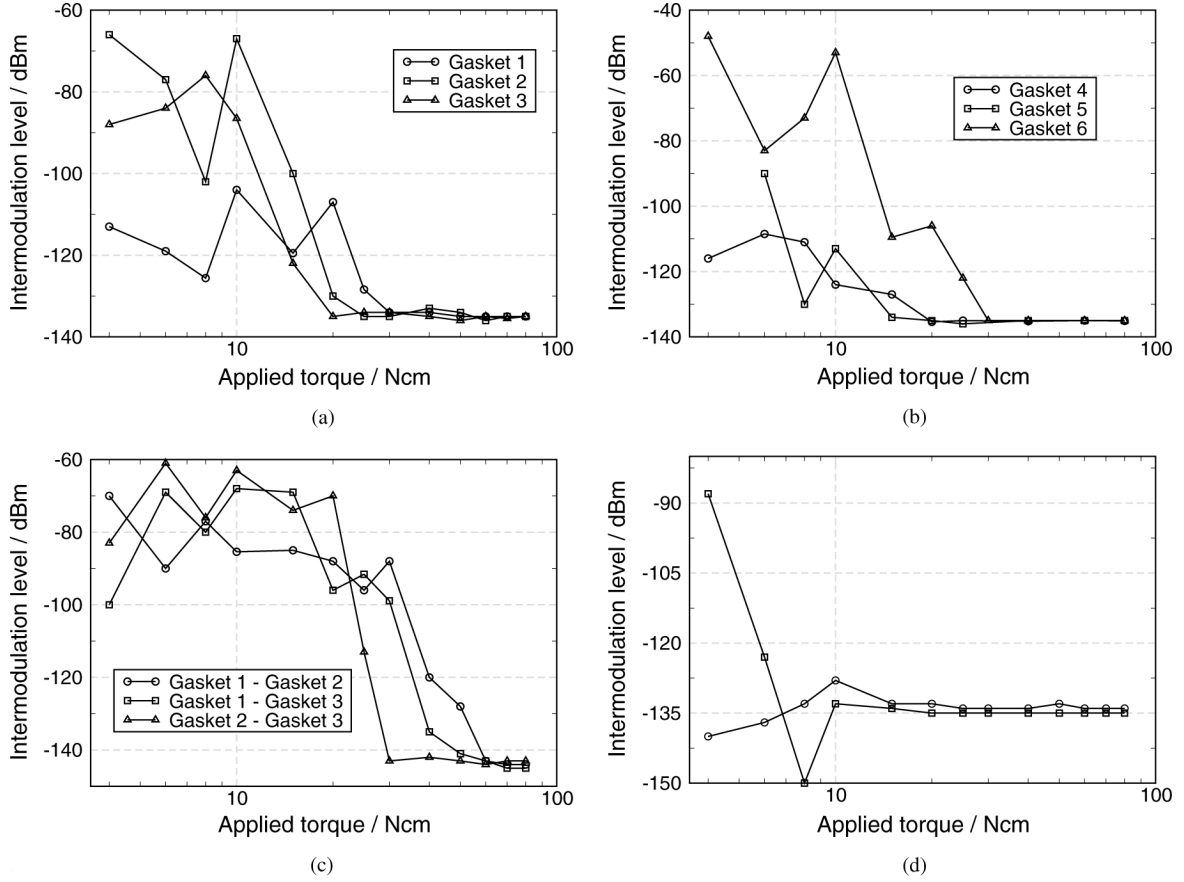 -40
-60
-80
-100
-120
-140
10
100
Intermodulation level / dBm
Applied torque / Ncm
Gasket 1
Gasket 2
Gasket 3
(a)
-40
-60
-80
-100
-120
-140
10
100
Intermodulation level / dBm
Applied torque / Ncm
Gasket 4
Gasket 5
Gasket 6
(b)
-60
-80
-100
-120
-140
10
100
Intermodulation level / dBm
Applied torque / Ncm
Gasket 1 - Gasket 2
Gasket 1 - Gasket 3
Gasket 2 - Gasket 3
(c)
-90
-105
-120
-135
-150
10
100
Intermodulation level / dBm
Applied torque / Ncm
(d)